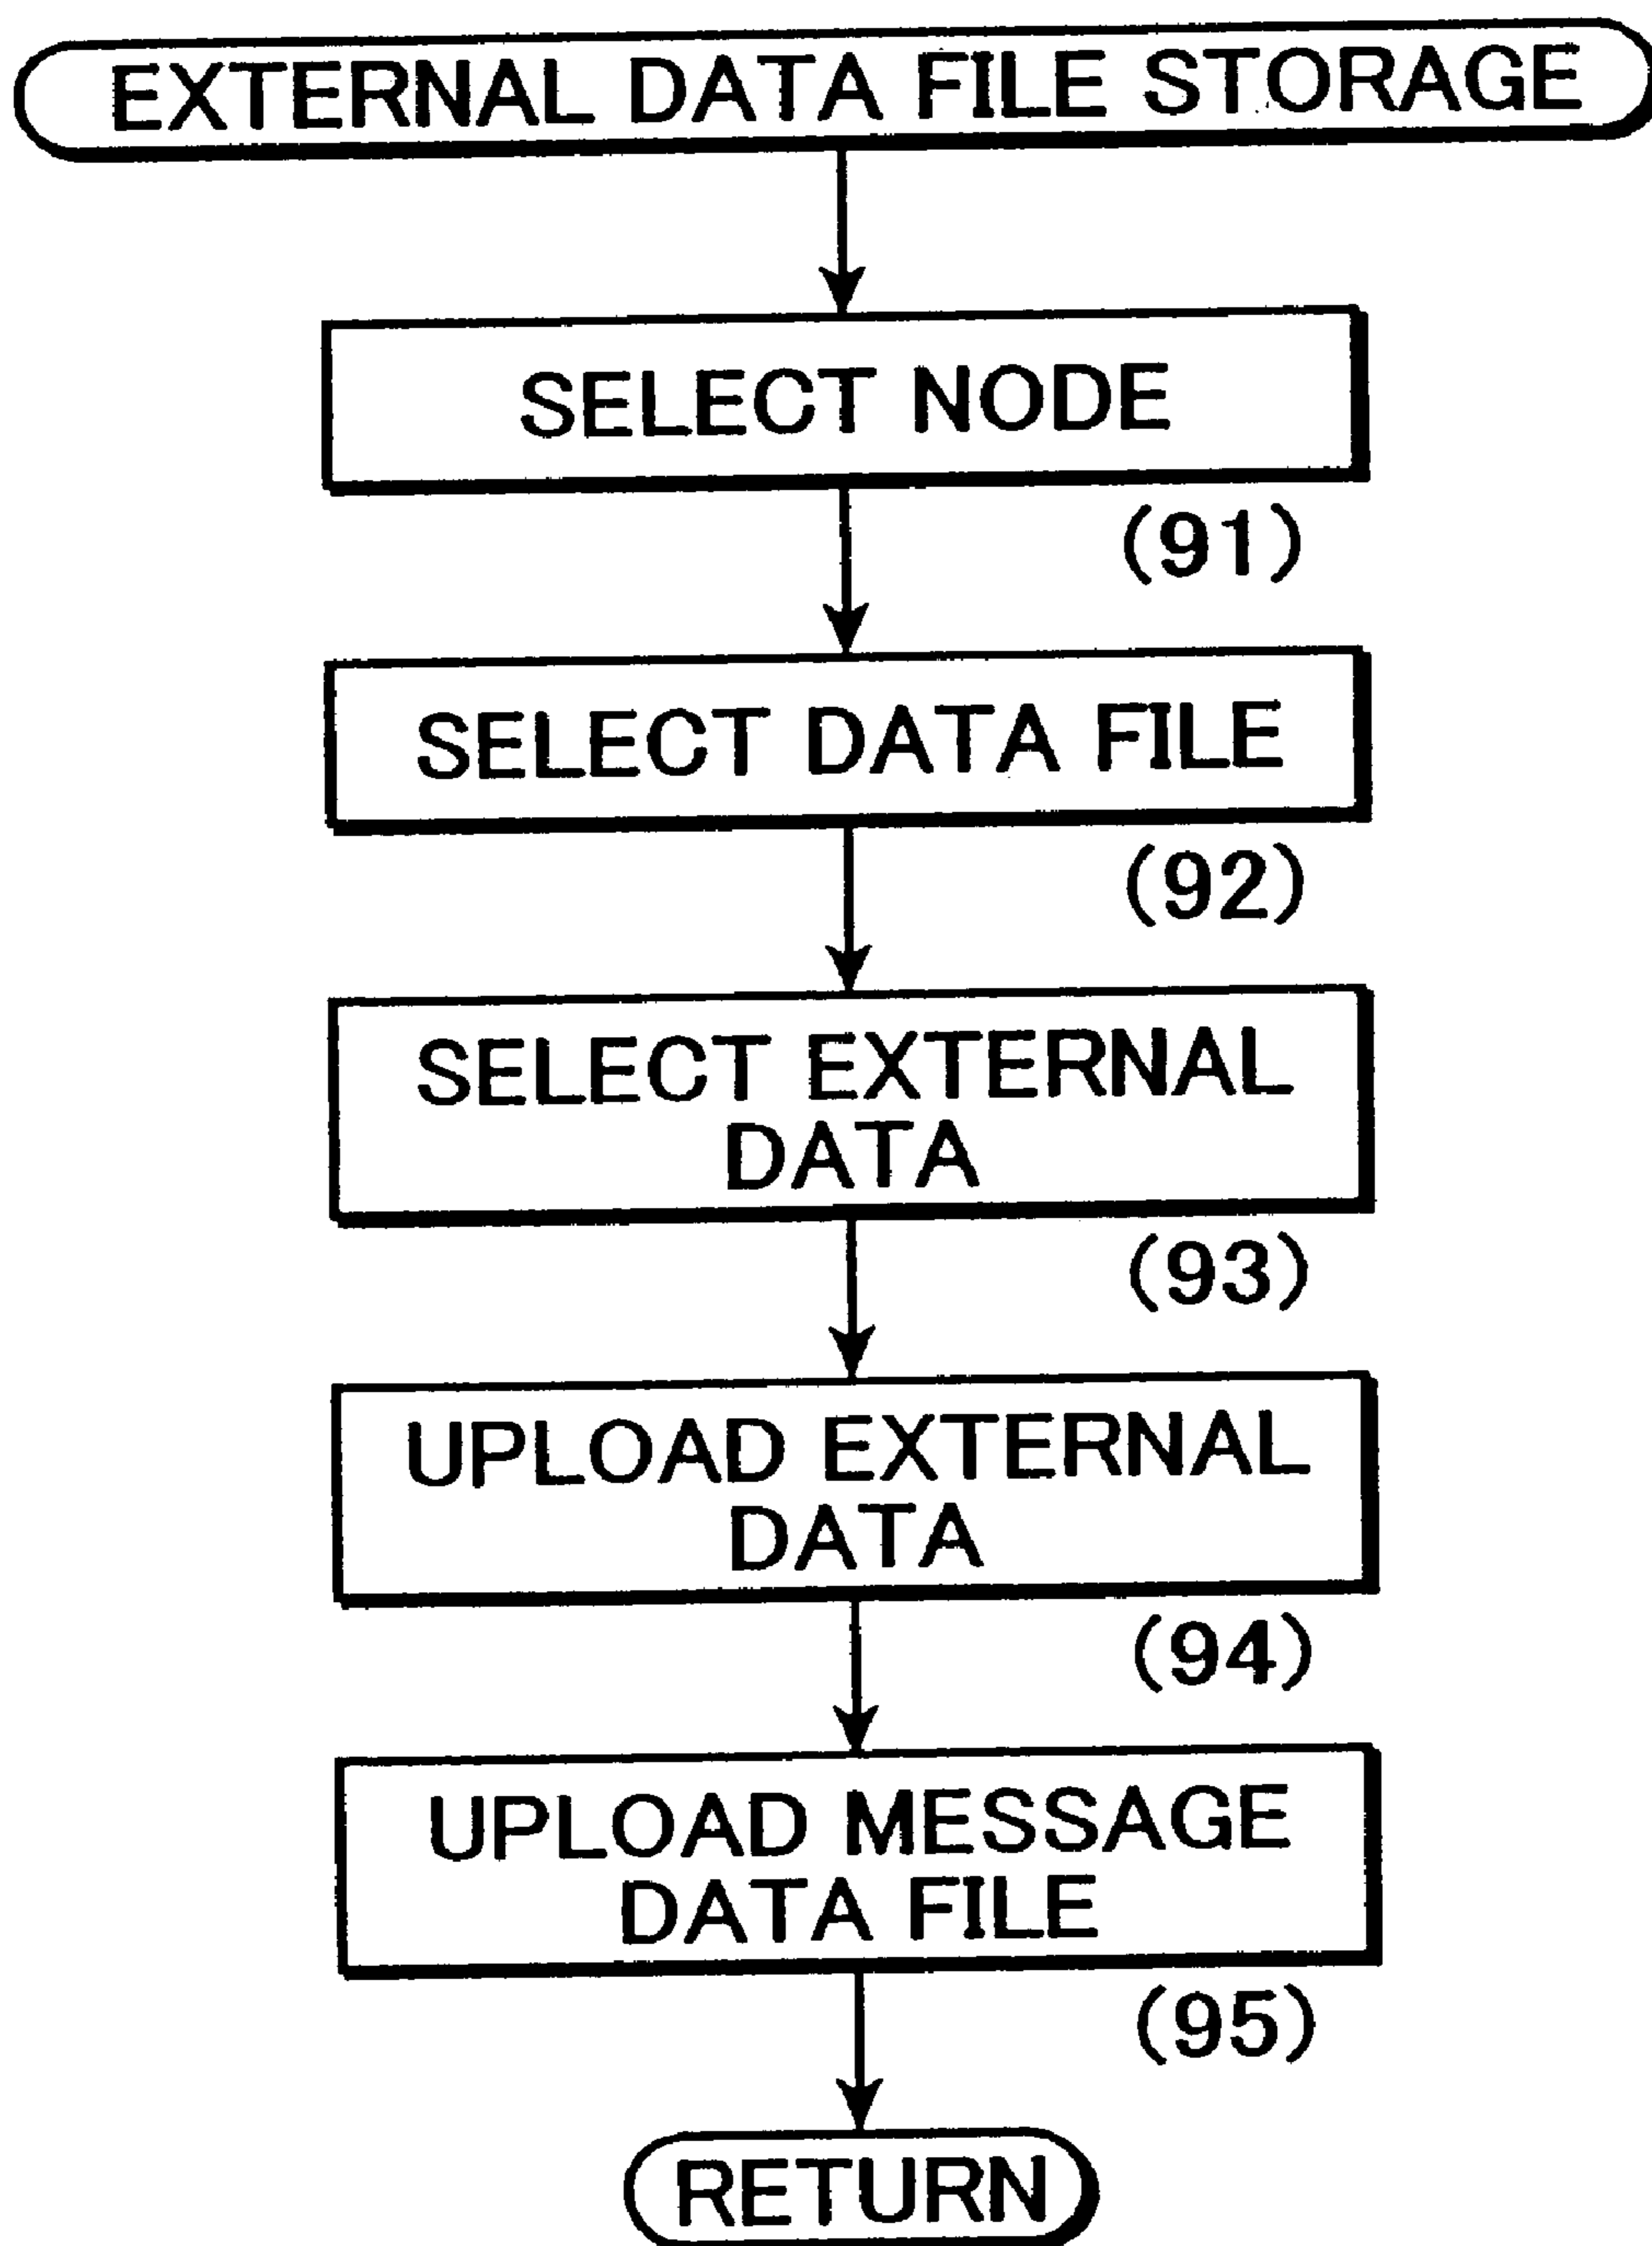 EXTERNAL DATA FILE STORAGE
SELECT NODE
(91)
SELECT DATA FILE
(92)
SELECT EXTERNAL
DATA
(93)
UPLOAD EXTERNAL
DATA
(94)
UPLOAD MESSAGE
DATA FILE
(95)
RETURN